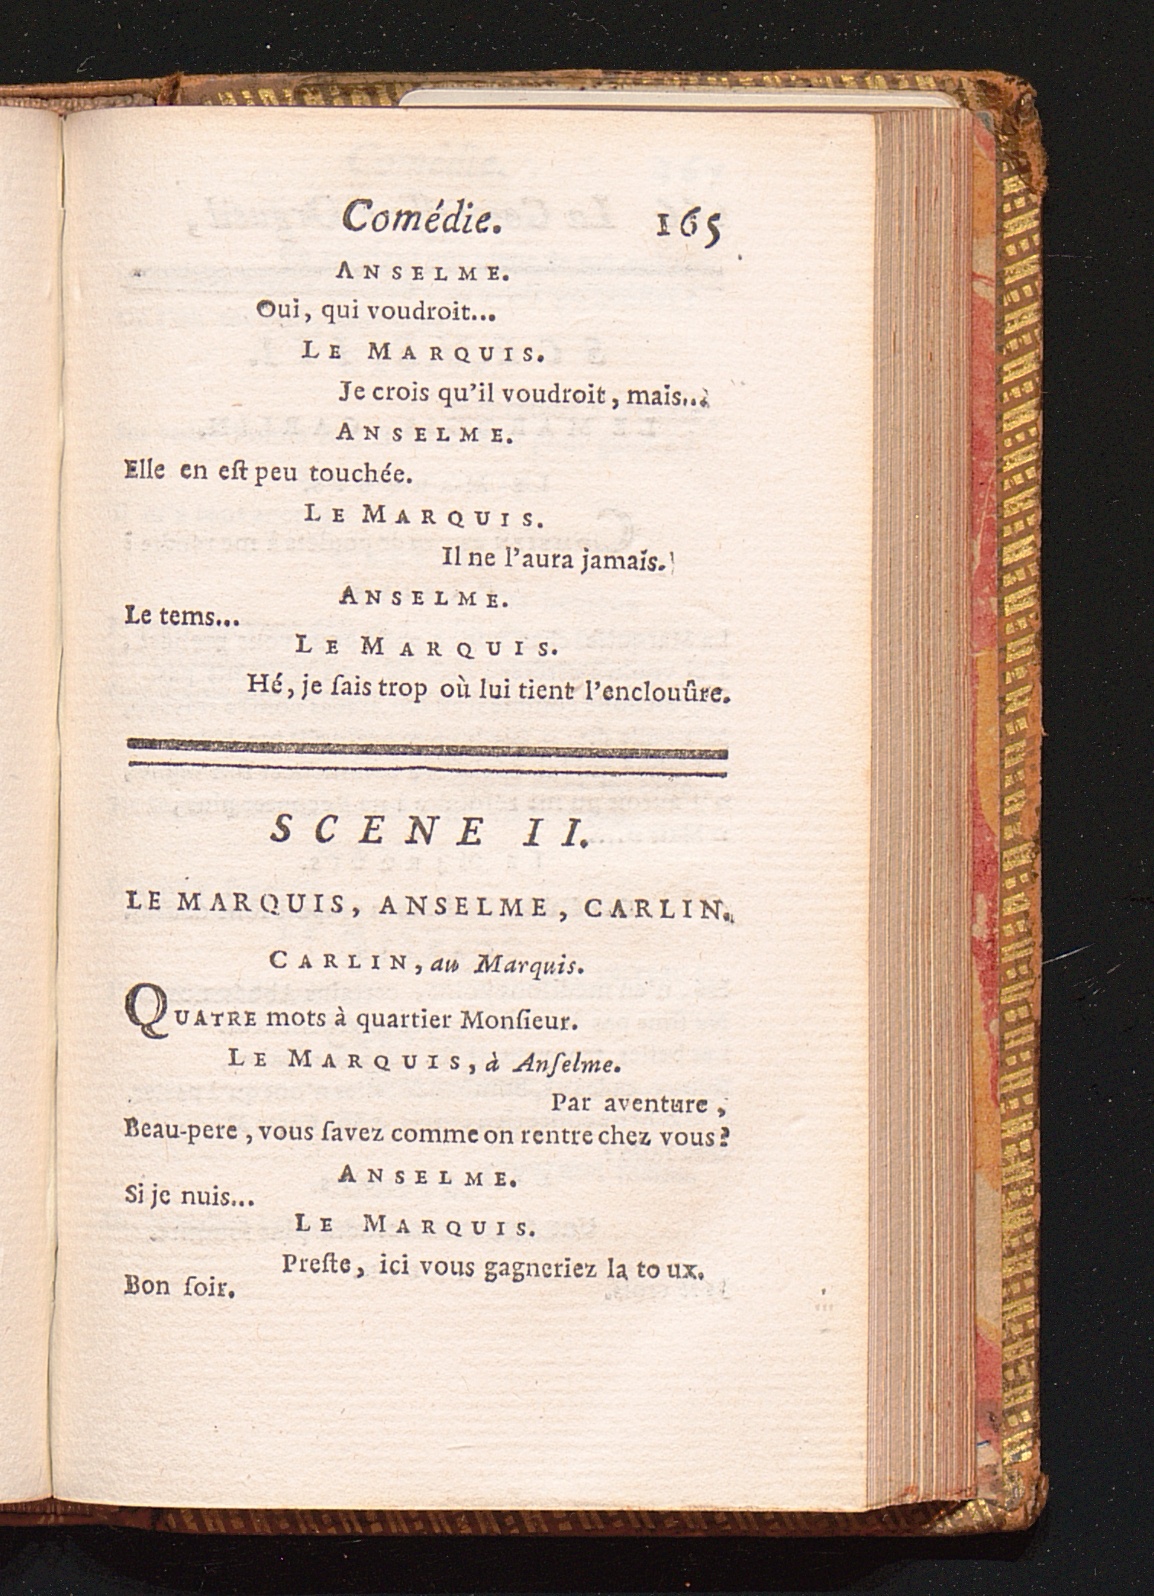 Comédie. 165
ANSELME.
Oui, qui voudroit...
LE MARQUIS.
Je crois qu'il voudroit, mais...
ANSELME.
Elle en eſt peu touchée.
LE MARQUIS.
Il ne l'aura jamais.
ANSELME.
Le tems...
LE MARQUIS.
Hé, je ſais trop où lui tient l'enclouûre.
SCENE II.
LE MARQUIS, ANSELME, CARLIN.
CARLIN, au Marquis.
QUATRE mots à quartier Monſieur.
LE MARQUIS, à Anſelme.
Par aventure,
Beau-pere, vous ſavez comme on rentre chez vous?
ANSELME.
Si je nuis...
LE MARQUIS.
Preſte, ici vous gagneriez la toux.
Bon ſoir.